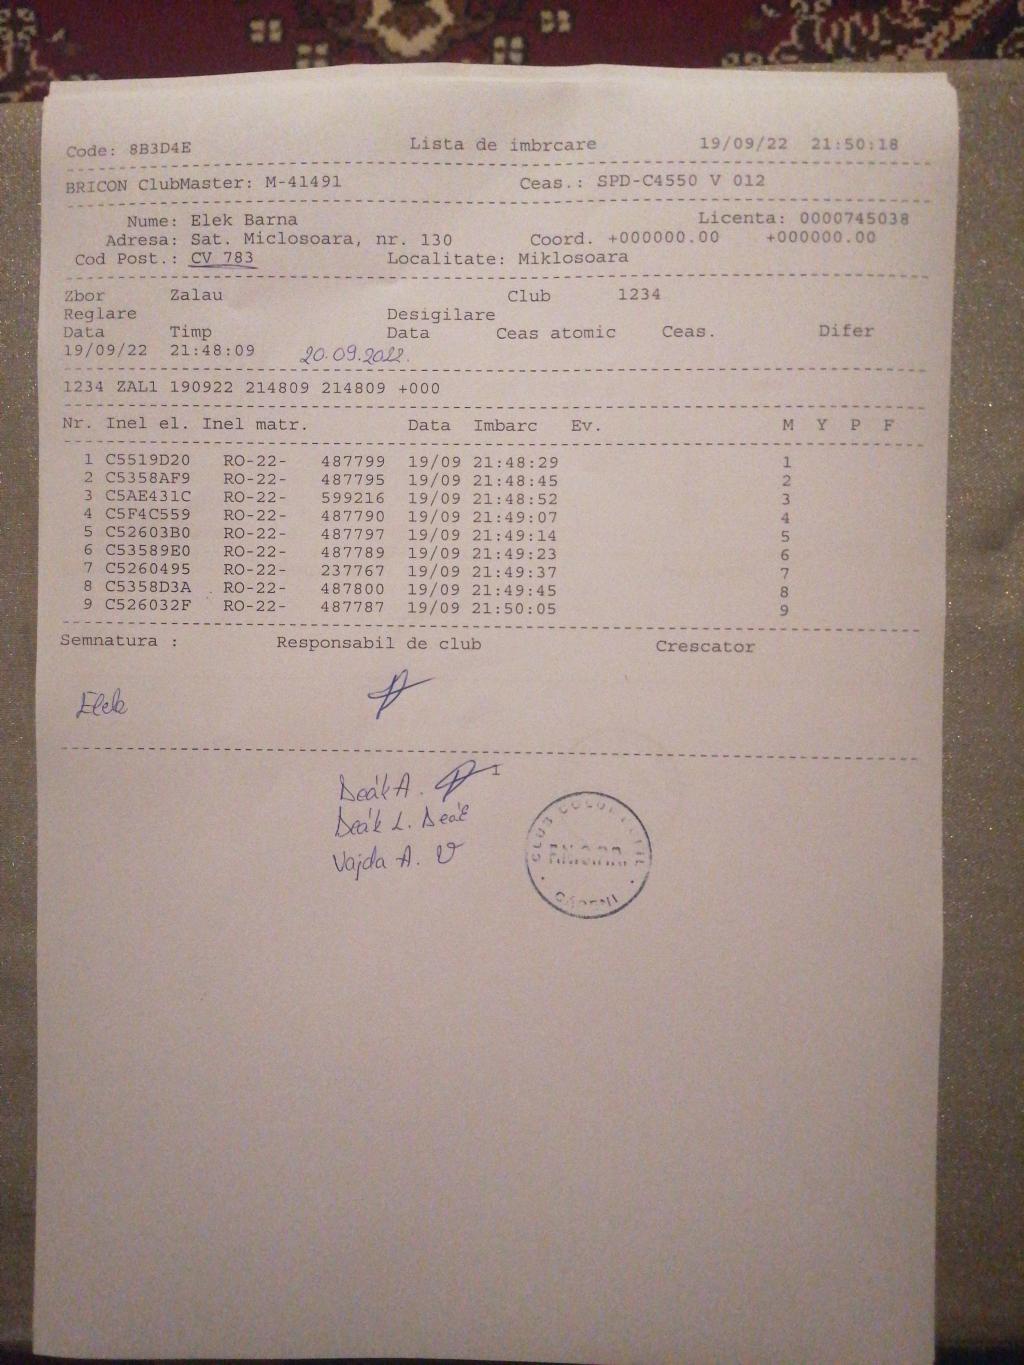 Code: 8B3D4E Lista de imbrcare 19/09/22 21:50:18
BRICON ClubMaster: M-41491 Ceas.: SPD-C4550 V 012
Nume: Elek Barna Licenta: 0000745038
Adresa: Sat. Miclosoara, nr. 130 Coord. +000000.00 +000000.00
Cod Post.: CV 783 Localitate: Miklosoara
Zbor Zalau Club 1234
Reglare Desigilare
Data Timp Data Ceas atomic Ceas. Difer
19/09/22 21:48:09 20.09.2022.
1234 ZAL1 190922 214809 214809 +000
Nr. Inel el. Inel matr. Data Imbarc Ev. M Y P F
1 C5519D20 RO-22- 487799 19/09 21:48:29 1
2 C5358AF9 RO-22- 487795 19/09 21:48:45 2
3 C5AE431C RO-22- 599216 19/09 21:48:52 3
4 C5F4C559 RO-22- 487790 19/09 21:49:07 4
5 C52603B0 RO-22- 487797 19/09 21:49:14 5
6 C53589E0 RO-22- 487789 19/09 21:49:23 6
7 C5260495 RO-22- 237767 19/09 21:49:37 7
8 C5358D3A RO-22- 487800 19/09 21:49:45 8
9 C526032F RO-22- 487787 19/09 21:50:05 9
Semnatura : Responsabil de club Crescator
Elek
Deák A.
Deák L. Deák
Vajda A.
CLUB